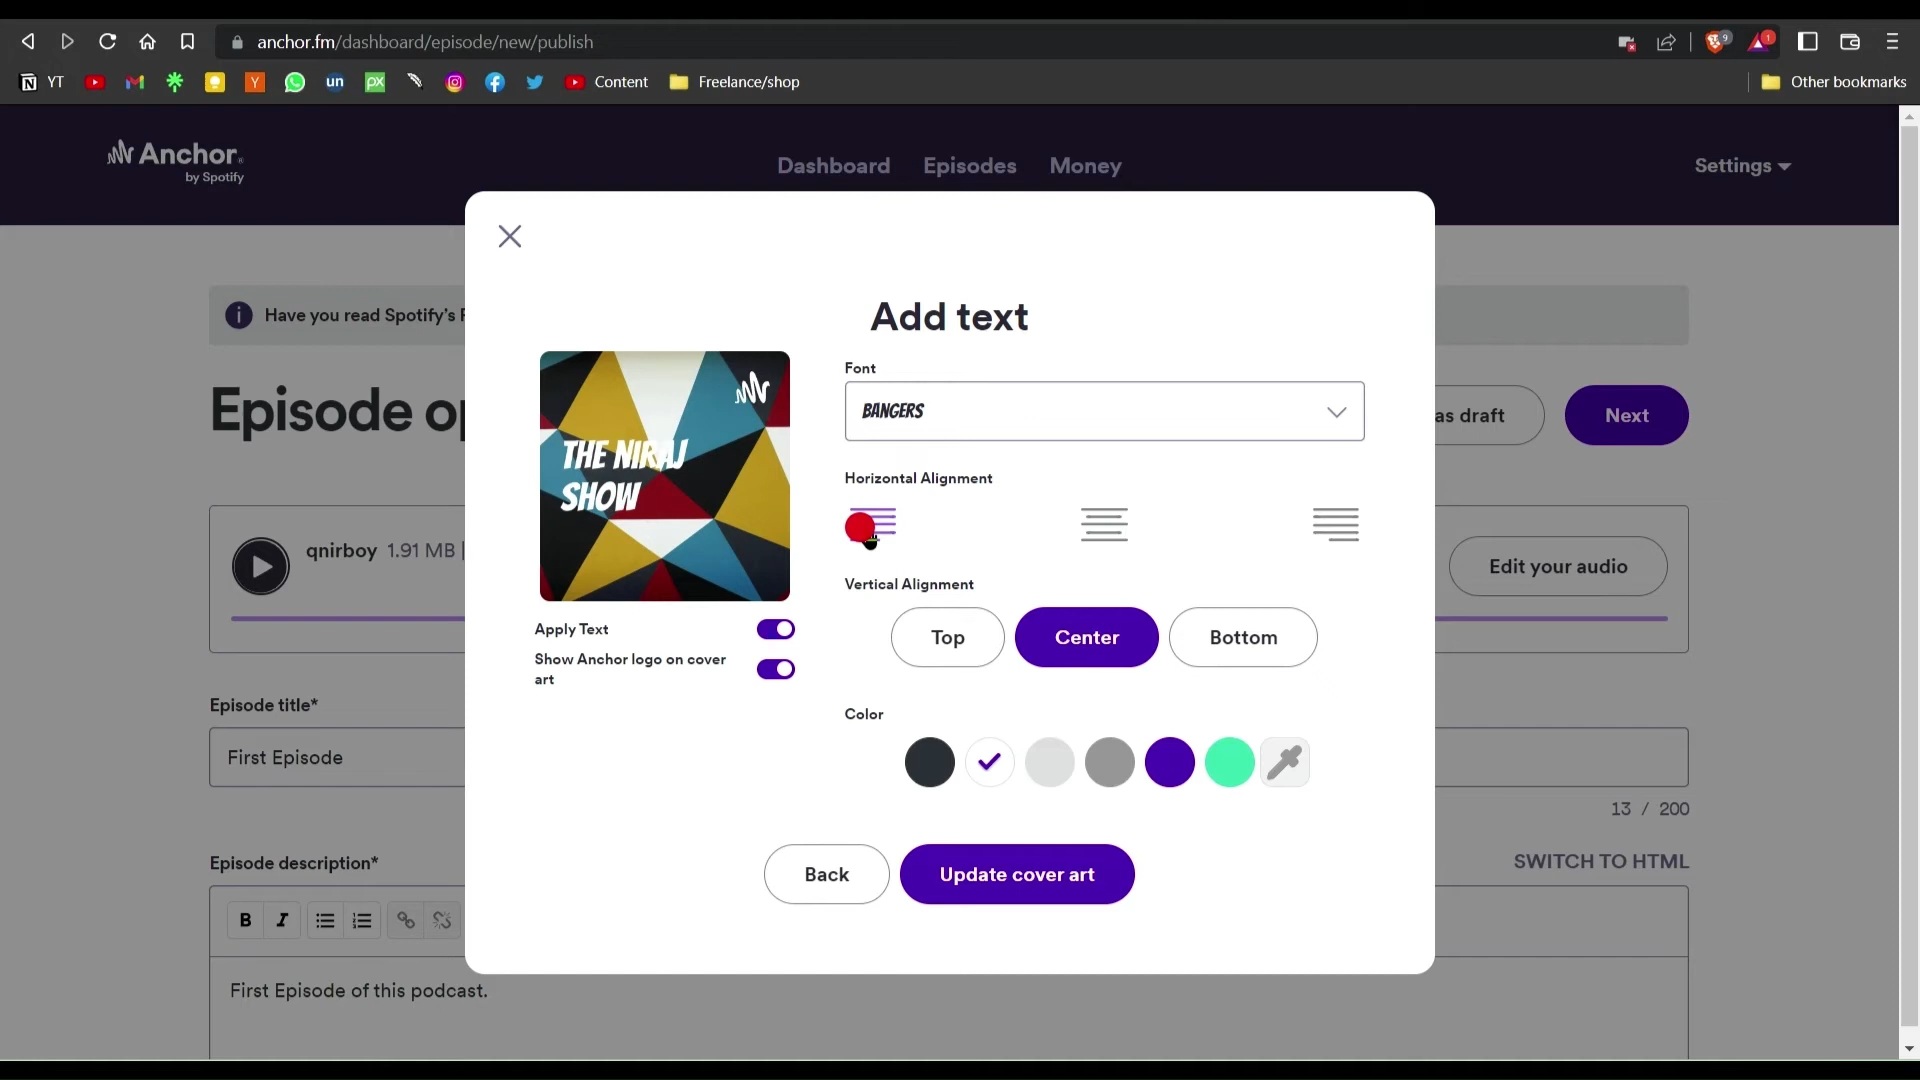 anchor.fm/dashboard/episode/new/publish
9
1
YT
Y
un
px
Content
Freelance/shop
Other bookmarks
Anchor
by Spotify
Dashboard
Episodes
Money
Settings
Have you read Spotify's
Add text
Font
BANGERS
THE NIRAJ
SHOW
Horizontal Alignment
Episode
as draft
Next
qnirboy 1.91 MB |
Edit your audio
Vertical Alignment
Top
Center
Bottom
Apply Text
Show Anchor logo on cover
art
Episode title*
First Episode
13 / 200
Color
Episode description*
SWITCH TO HTML
Back
Update cover art
B I
First Episode of this podcast.